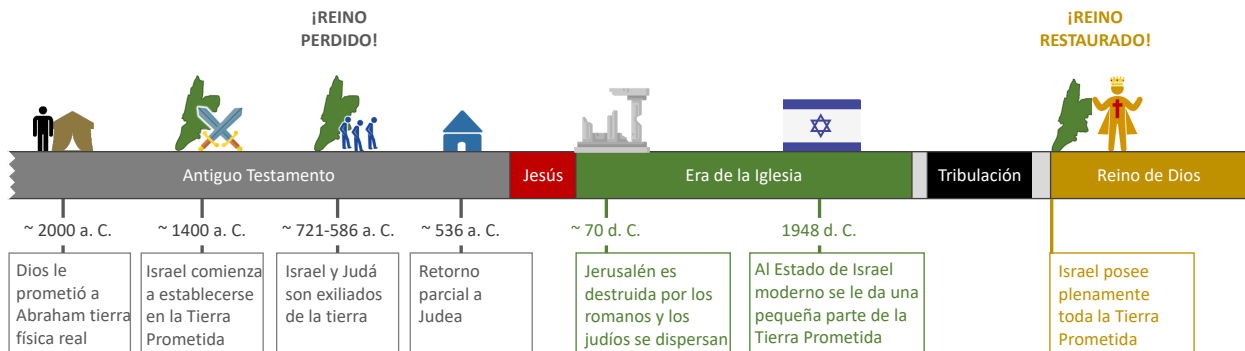 ¡REINO
PERDIDO!
¡REINO
RESTAURADO!
Antiguo Testamento
Jesús
Era de la Iglesia
Tribulación
Reino de Dios
~ 2000 a. C.
~ 1400 a. C.
~ 721-586 a. C.
~ 536 a. C.
~ 70 d. C.
1948 d. C.
Dios le
prometió a
Abraham tierra
física real
Israel comienza
a establecerse
en la Tierra
Prometida
Israel y Judá
son exiliados
de la tierra
Retorno
parcial a
Judea
Jerusalén es
destruida por los
romanos y los
judíos se dispersan
Al Estado de Israel
moderno se le da una
pequeña parte de la
Tierra Prometida
Israel posee
plenamente
toda la Tierra
Prometida